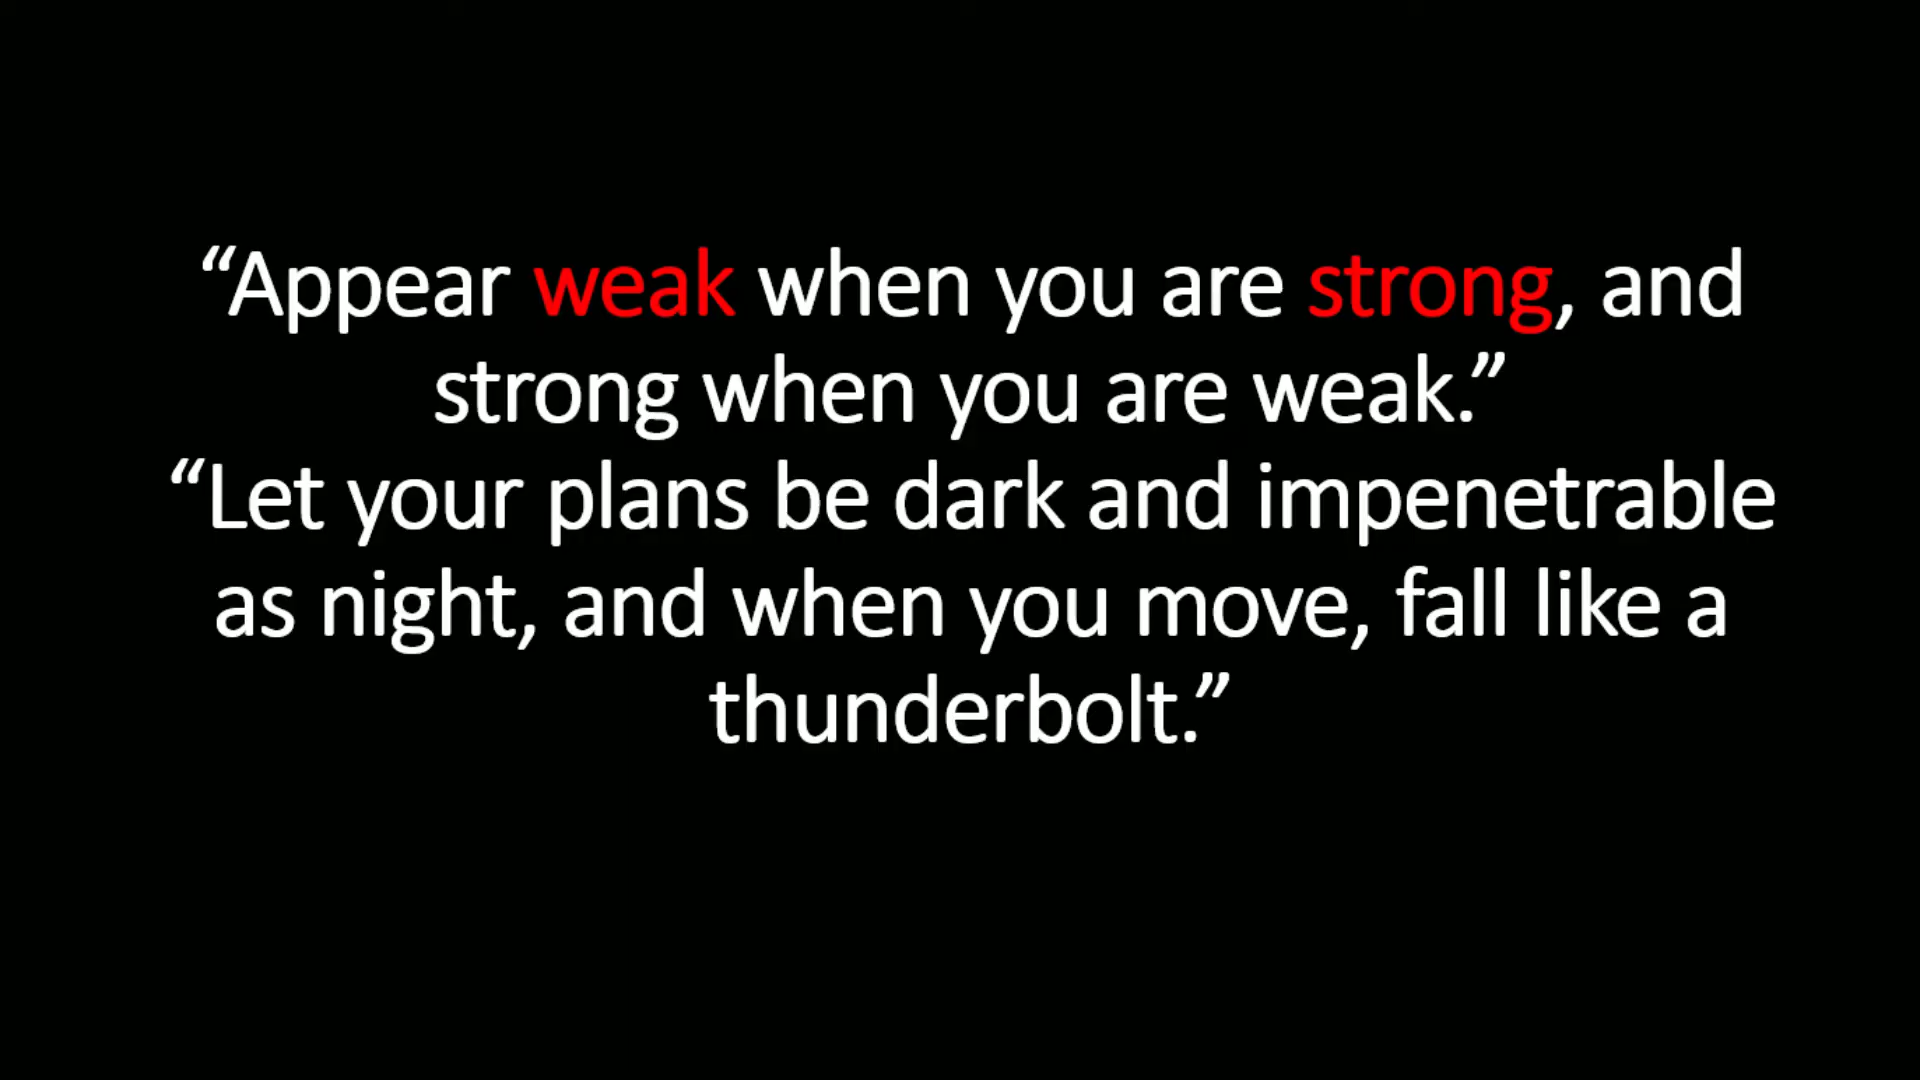 “Appear weak when you are strong, and
strong when you are weak.”
“Let your plans be dark and impenetrable
as night, and when you move, fall like a
thunderbolt.”